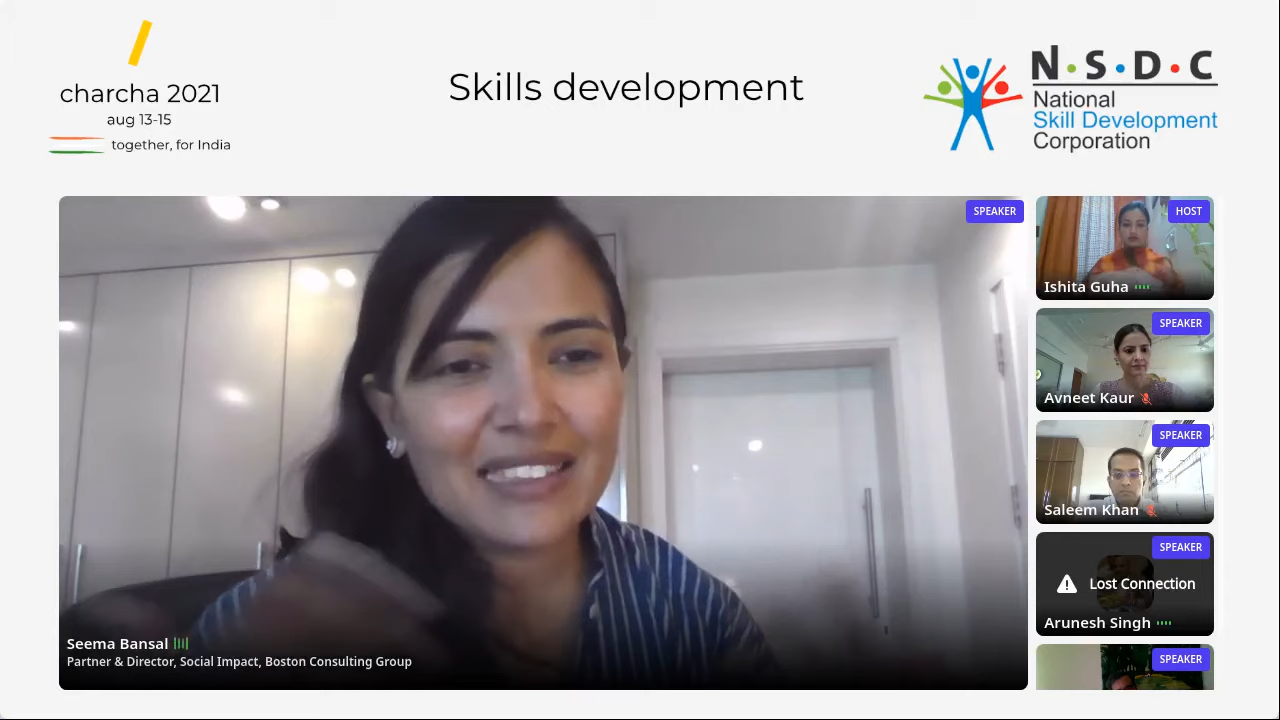 charcha 2021
aug 13-15
together, for India
Skills development
N·S·D·C
National
Skill Development
Corporation
SPEAKER
Seema Bansal
Partner & Director, Social Impact, Boston Consulting Group
HOST
Ishita Guha
SPEAKER
Avneet Kaur
SPEAKER
Saleem Khan
SPEAKER
Lost Connection
Arunesh Singh
SPEAKER